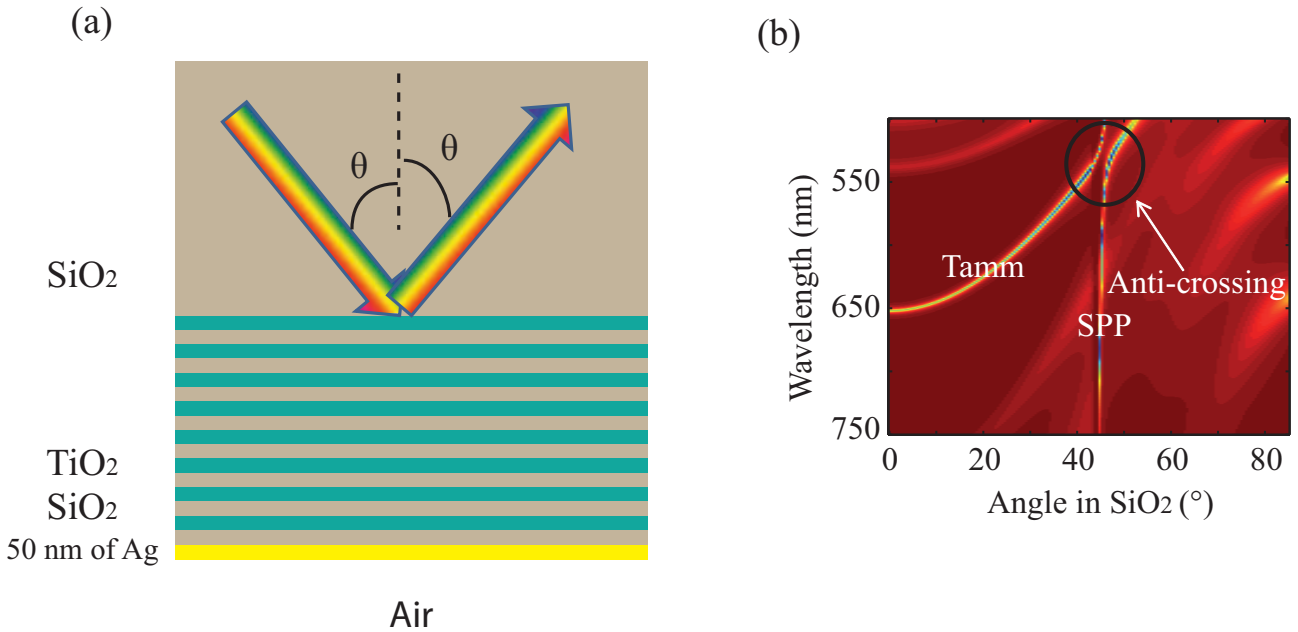 (a)
θ
θ
SiO₂
TiO₂
SiO₂
50 nm of Ag
Air
(b)
Wavelength (nm)
550
650
750
Tamm
Anti-crossing
SPP
0
20
40
60
80
Angle in SiO₂ (°)